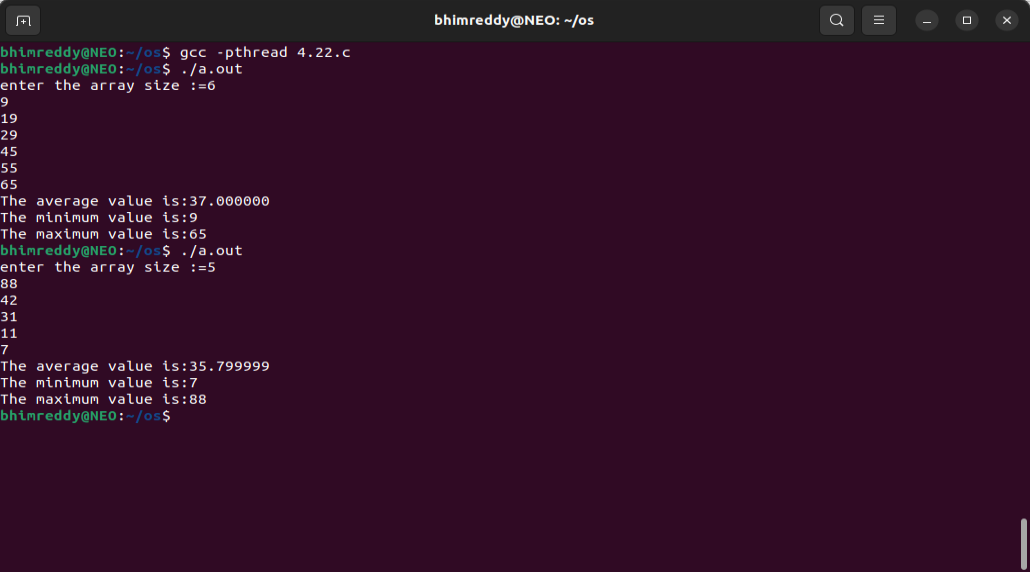 bhimreddy@NEO: ~/os
bhimreddy@NEO:~/os$ gcc -pthread 4.22.c
bhimreddy@NEO:~/os$ ./a.out
enter the array size :=6
9
19
29
45
55
65
The average value is:37.000000
The minimum value is:9
The maximum value is:65
bhimreddy@NEO:~/os$ ./a.out
enter the array size :=5
88
42
31
11
7
The average value is:35.799999
The minimum value is:7
The maximum value is:88
bhimreddy@NEO:~/os$